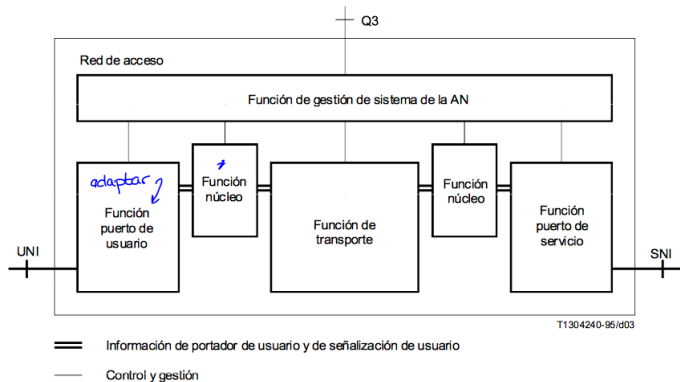 Q3
Red de acceso
Función de gestión de sistema de la AN
adaptar
Función
puerto de
usuario
Función
núcleo
Función de
transporte
Función
núcleo
Función
puerto de
servicio
UNI
SNI
T1304240-95/d03
Información de portador de usuario y de señalización de usuario
Control y gestión